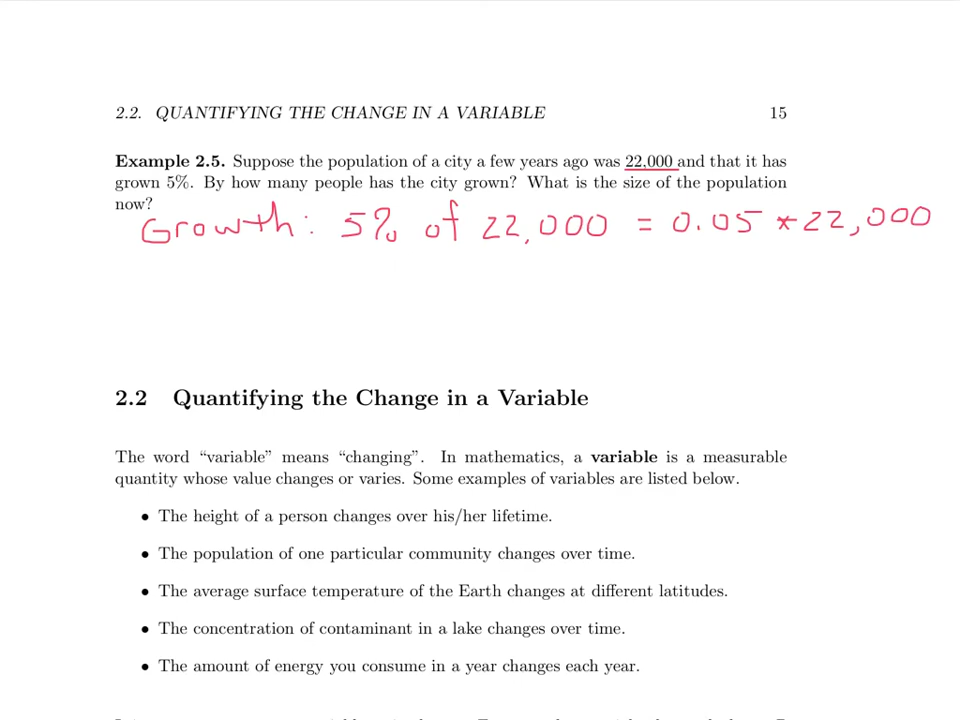 2.2. QUANTIFYING THE CHANGE IN A VARIABLE 15
Example 2.5. Suppose the population of a city a few years ago was 22,000 and that it has
grown 5%. By how many people has the city grown? What is the size of the population
now?
Growth: 5% of 22,000 = 0.05 * 22,000
2.2 Quantifying the Change in a Variable
The word “variable” means “changing”. In mathematics, a variable is a measurable
quantity whose value changes or varies. Some examples of variables are listed below.
• The height of a person changes over his/her lifetime.
• The population of one particular community changes over time.
• The average surface temperature of the Earth changes at different latitudes.
• The concentration of contaminant in a lake changes over time.
• The amount of energy you consume in a year changes each year.